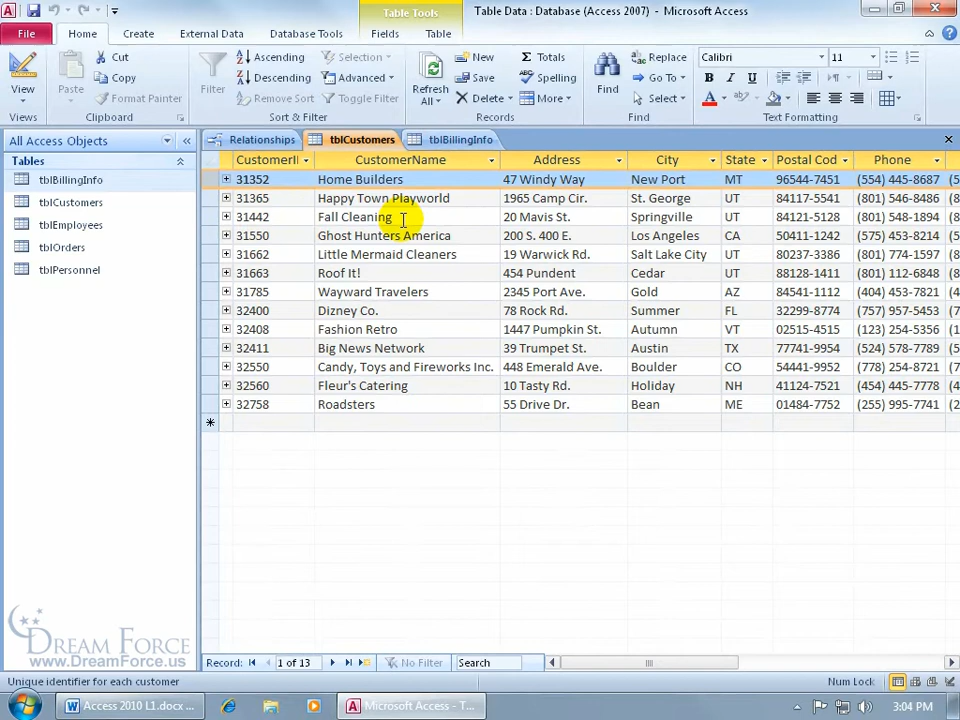 Table Tools
Table Data : Database (Access 2007) - Microsoft Access
File Home Create External Data Database Tools Fields Table
View
Views
Paste
Cut
Copy
Format Painter
Clipboard
Filter
Ascending
Descending
Remove Sort
Selection
Advanced
Toggle Filter
Sort & Filter
Refresh All
New
Save
Delete
Totals
Spelling
More
Records
Find
Replace
Go To
Select
Find
Calibri 11
B I U
A
Text Formatting
All Access Objects
Tables
tblBillingInfo
tblCustomers
tblEmployees
tblOrders
tblPersonnel
Relationships tblCustomers tblBillingInfo
CustomerI CustomerName Address City State Postal Cod Phone
31352 Home Builders 47 Windy Way New Port MT 96544-7451 (554) 445-8687 (5
31365 Happy Town Playworld 1965 Camp Cir. St. George UT 84117-5541 (801) 546-8486 (8
31442 Fall Cleaning 20 Mavis St. Springville UT 84121-5128 (801) 548-1894 (5
31550 Ghost Hunters America 200 S. 400 E. Los Angeles CA 50411-1242 (575) 453-8214 (5
31662 Little Mermaid Cleaners 19 Warwick Rd. Salt Lake City UT 80237-3386 (801) 774-1597 (5
31663 Roof It! 454 Pundent Cedar UT 88128-1411 (801) 112-6848 (8
31785 Wayward Travelers 2345 Port Ave. Gold AZ 84541-1112 (404) 453-7821 (4
32400 Dizney Co. 78 Rock Rd. Summer FL 32299-8774 (757) 957-5453 (7
32408 Fashion Retro 1447 Pumpkin St. Autumn VT 02515-4515 (123) 254-5356 (1
32411 Big News Network 39 Trumpet St. Austin TX 77741-9954 (524) 578-7789 (5
32550 Candy, Toys and Fireworks Inc. 448 Emerald Ave. Boulder CO 54441-9952 (778) 254-8721 (7
32560 Fleur's Catering 10 Tasty Rd. Holiday NH 41124-7521 (454) 445-7778 (4
32758 Roadsters 55 Drive Dr. Bean ME 01484-7752 (255) 995-7741 (2
DREAM FORCE
www.DreamForce.us
Record: 1 of 13 No Filter Search
Unique identifier for each customer Num Lock
Access 2010 L1.docx ... Microsoft Access - T... 3:04 PM